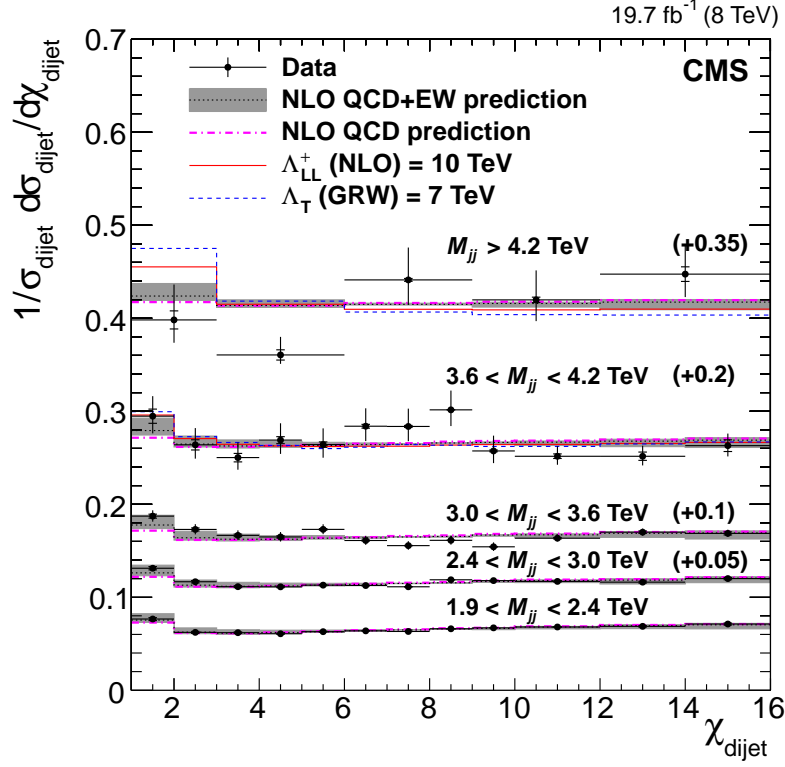 19.7 fb⁻¹ (8 TeV)
CMS
Data
NLO QCD+EW prediction
NLO QCD prediction
Λ⁺LL (NLO) = 10 TeV
ΛT (GRW) = 7 TeV
Mjj > 4.2 TeV (+0.35)
3.6 < Mjj < 4.2 TeV (+0.2)
3.0 < Mjj < 3.6 TeV (+0.1)
2.4 < Mjj < 3.0 TeV (+0.05)
1.9 < Mjj < 2.4 TeV
1/σdijet dσdijet/dχdijet
0.7
0.6
0.5
0.4
0.3
0.2
0.1
0
2 4 6 8 10 12 14 16
χdijet